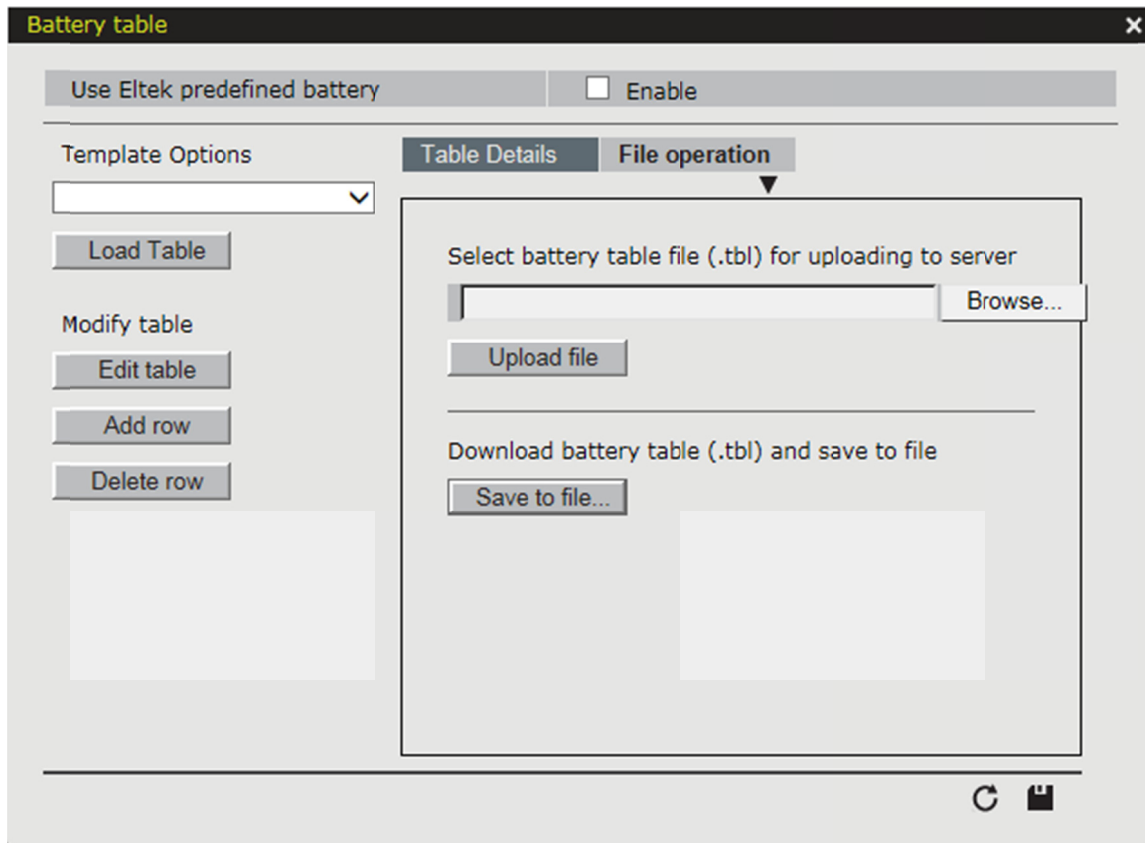 Battery table
Use Eltek predefined battery
Enable
Template Options
Load Table
Modify table
Edit table
Add row
Delete row
Table Details
File operation
Select battery table file (.tbl) for uploading to server
Browse...
Upload file
Download battery table (.tbl) and save to file
Save to file...